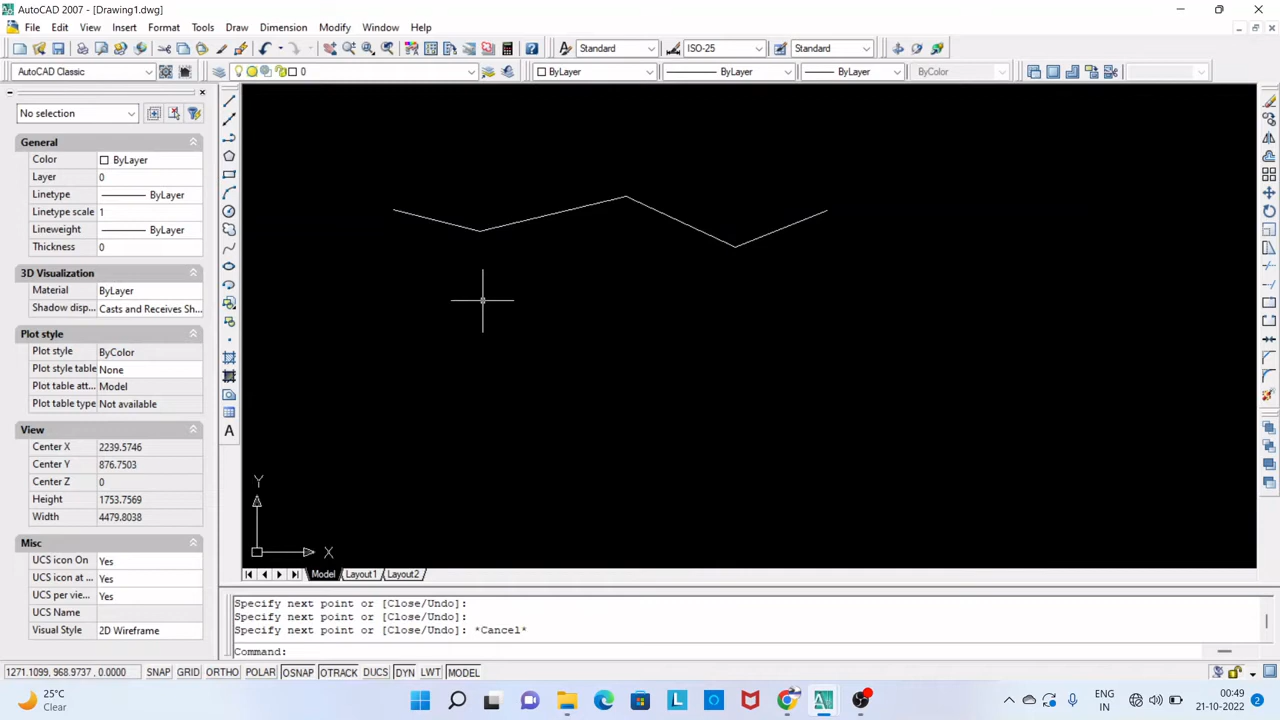 AutoCAD 2007 - [Drawing1.dwg]
File Edit View Insert Format Tools Draw Dimension Modify Express Window Help
Standard ISO-25 Standard
AutoCAD Classic 0 ByLayer ByLayer ByLayer ByColor
No selection
General
Color ByLayer
Layer 0
Linetype ByLayer
Linetype scale 1
Lineweight ByLayer
Thickness 0
3D Visualization
Material ByLayer
Shadow disp... Casts and Receives Sh...
Plot style
Plot style ByColor
Plot style table None
Plot table att... Model
Plot table type Not available
View
Center X 2239.5746
Center Y 876.7503
Center Z 0
Height 1753.7569
Width 4479.8038
Misc
UCS icon On Yes
UCS icon at ... Yes
UCS per vie... Yes
UCS Name
Visual Style 2D Wireframe
A
Y
X
Model Layout1 Layout2
Specify next point or [Close/Undo]:
Specify next point or [Close/Undo]:
Specify next point or [Close/Undo]: *Cancel*
Command:
1271.1099, 968.9737, 0.0000 SNAP GRID ORTHO POLAR OSNAP OTRACK DUCS DYN LWT MODEL
25°C
Clear
ENG
IN
00:49
21-10-2022
2